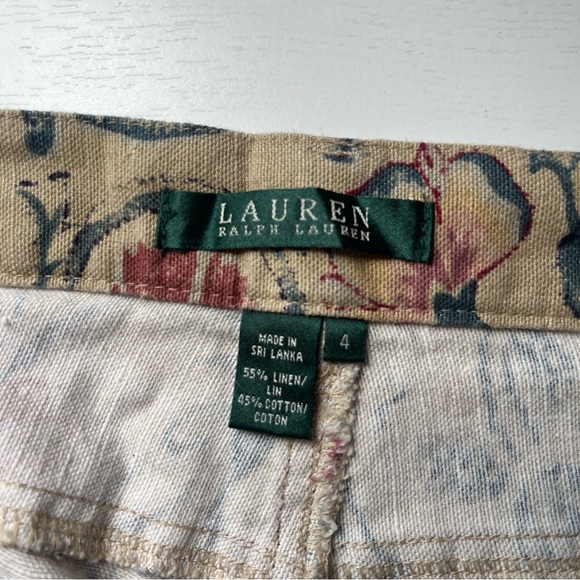 LAUREN
RALPH LAUREN
MADE IN
SRI LANKA
55% LINEN/
LIN
45% COTTON/
COTON
4